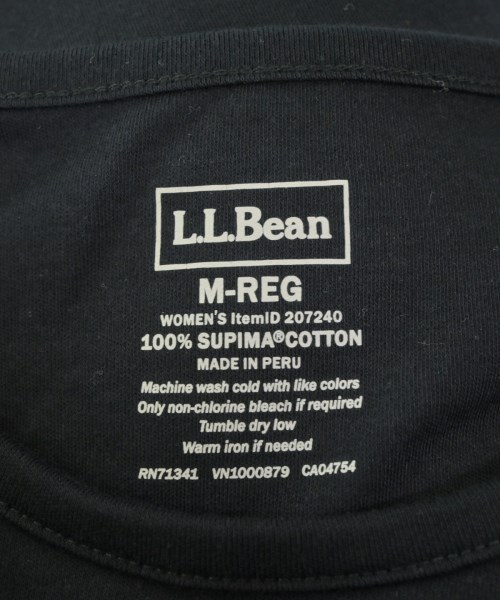 L.L.Bean
M-REG
WOMEN'S ItemID 207240
100% SUPIMA®COTTON
MADE IN PERU
Machine wash cold with like colors
Only non-chlorine bleach if required
Tumble dry low
Warm iron if needed
RN71341 VN1000879 CA04754